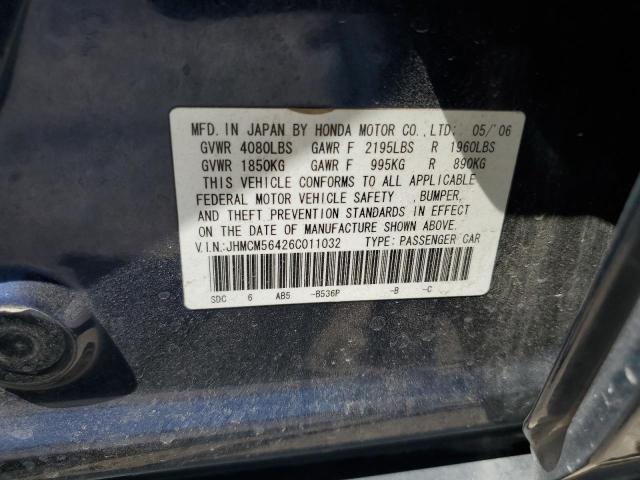 MFD. IN JAPAN BY HONDA MOTOR CO., LTD: 05/'06
GVWR 4080LBS GAWR F 2195LBS R 1960LBS
GVWR 1850KG GAWR F 995KG R 890KG
THIS VEHICLE CONFORMS TO ALL APPLICABLE
FEDERAL MOTOR VEHICLE SAFETY ,BUMPER,
AND THEFT PREVENTION STANDARDS IN EFFECT
ON THE DATE OF MANUFACTURE SHOWN ABOVE.
V.I.N:JHMCM56426C011032 TYPE: PASSENGER CAR
SDC 6 AB5 -B536P -B -C